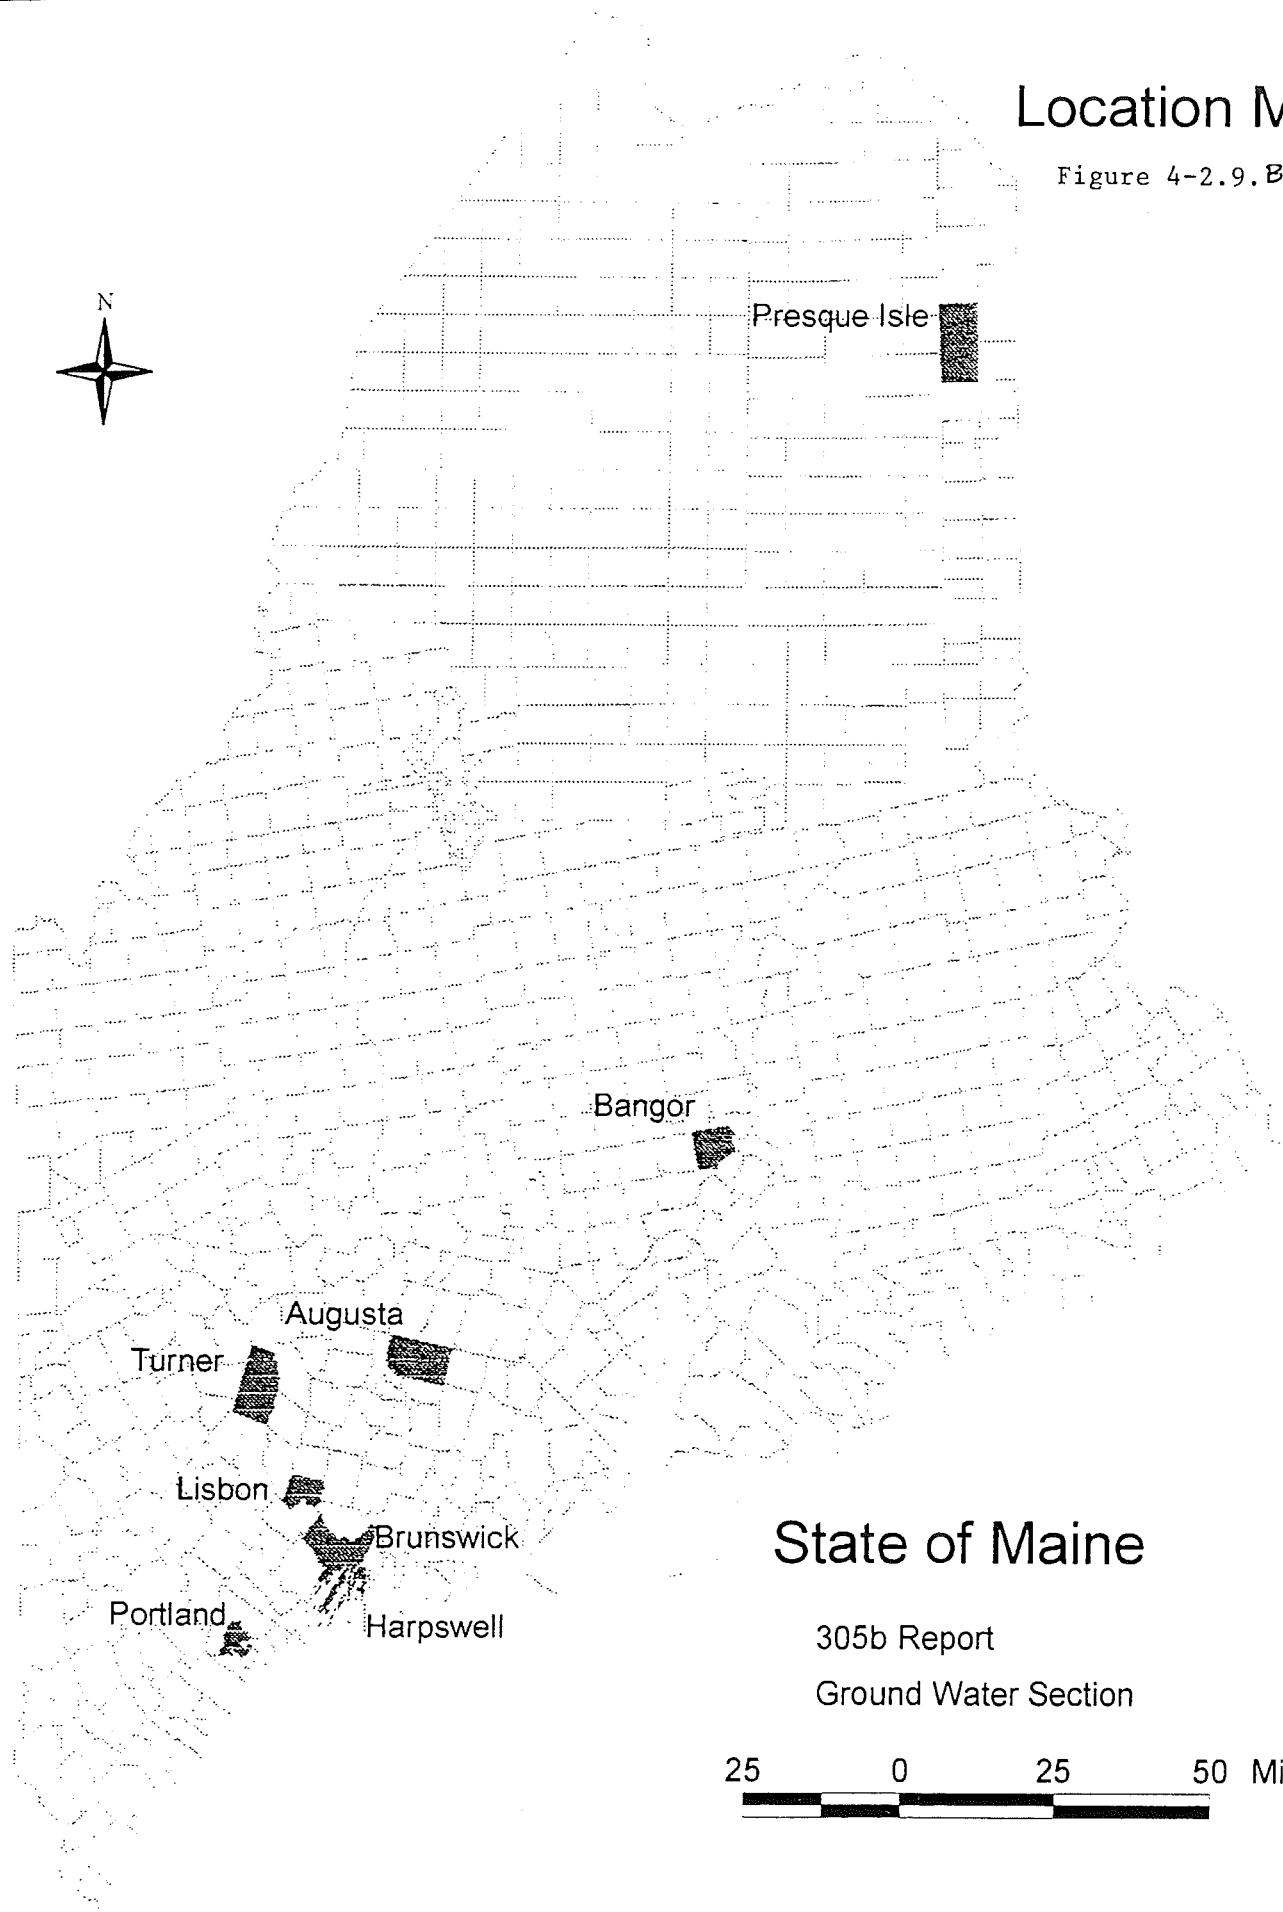 Location M
Figure 4-2.9.B
N
Presque Isle
Bangor
Augusta
Turner
Lisbon
Brunswick
Portland
Harpswell
State of Maine
305b Report
Ground Water Section
25 0 25 50 Mi